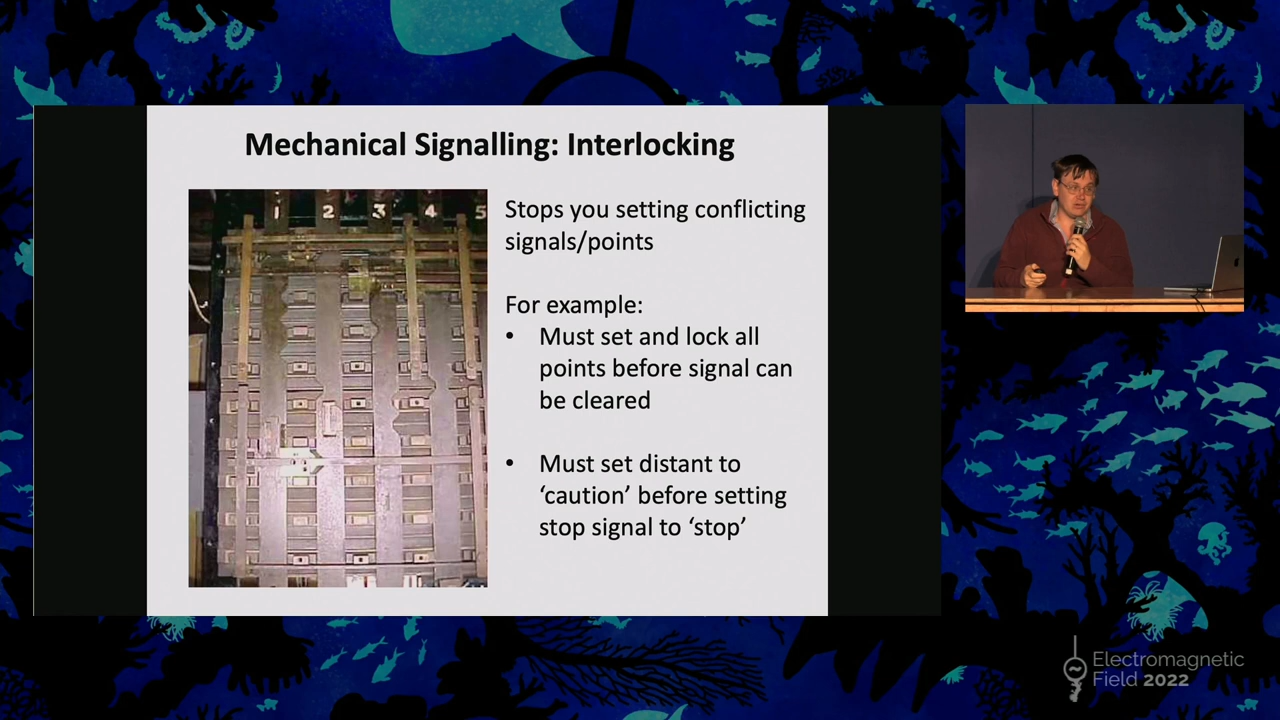 Mechanical Signalling: Interlocking
1 2 3 4 5
Stops you setting conflicting
signals/points
For example:
• Must set and lock all
points before signal can
be cleared
• Must set distant to
‘caution’ before setting
stop signal to ‘stop’
Electromagnetic
Field 2022